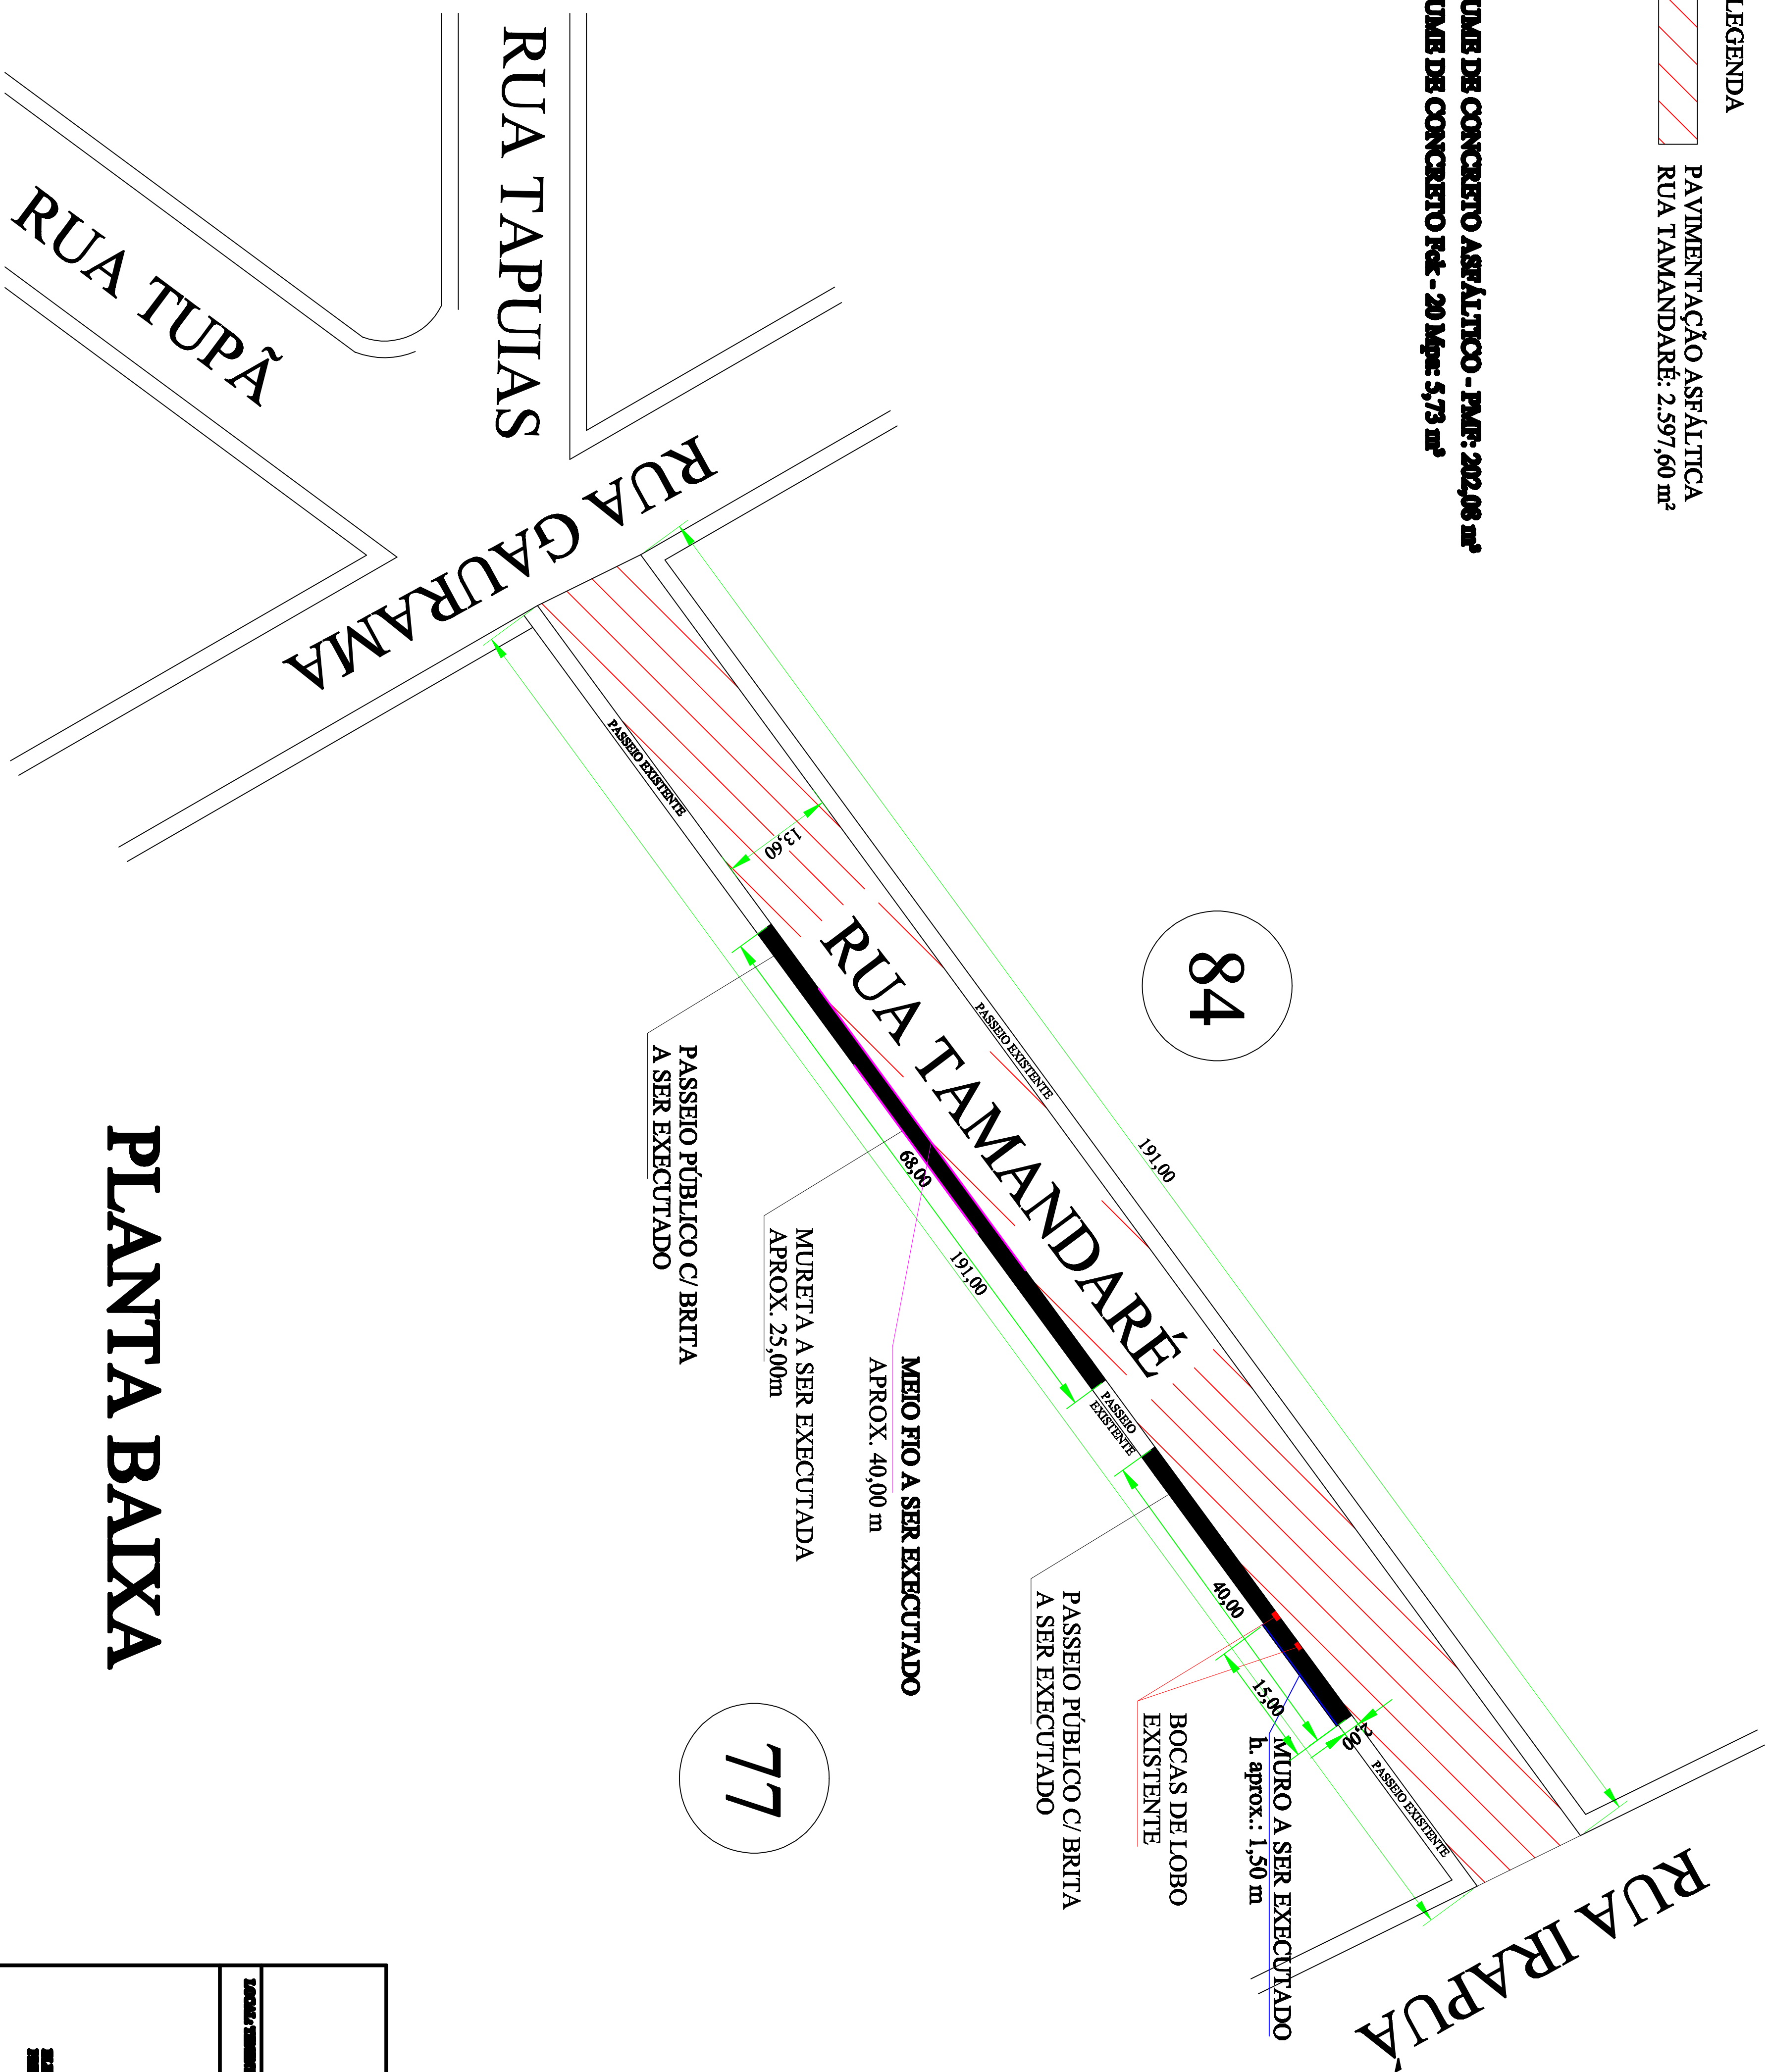 LEGENDA
PAVIMENTAÇÃO ASFÁLTICA
RUA TAMANDARÉ: 2.597,60 m²
UME DE CONCRETO ASFÁLTICO - PMF: 202,08 m³
UME DE CONCRETO Fck - 20 Mpa: 5,73 m³
RUA TAPUIAS
RUA TUPÃ
RUA GAURAMA
PASSEIO EXISTENTE
13,60
RUA TAMANDARÉ
PASSEIO EXISTENTE
84
191,00
68,00
191,00
PASSEIO PÚBLICO C/ BRITA
A SER EXECUTADO
MURETA A SER EXECUTADA
APROX. 25,00m
MEIO FIO A SER EXECUTADO
APROX. 40,00 m
PASSEIO
EXISTENTE
40,00
15,00
2,80
PASSEIO EXISTENTE
PASSEIO PÚBLICO C/ BRITA
A SER EXECUTADO
BOCAS DE LOBO
EXISTENTE
MURO A SER EXECUTADO
h. aprox.: 1,50 m
RUA IRAPUÁ
77
PLANTA BAIXA
LOCAL: